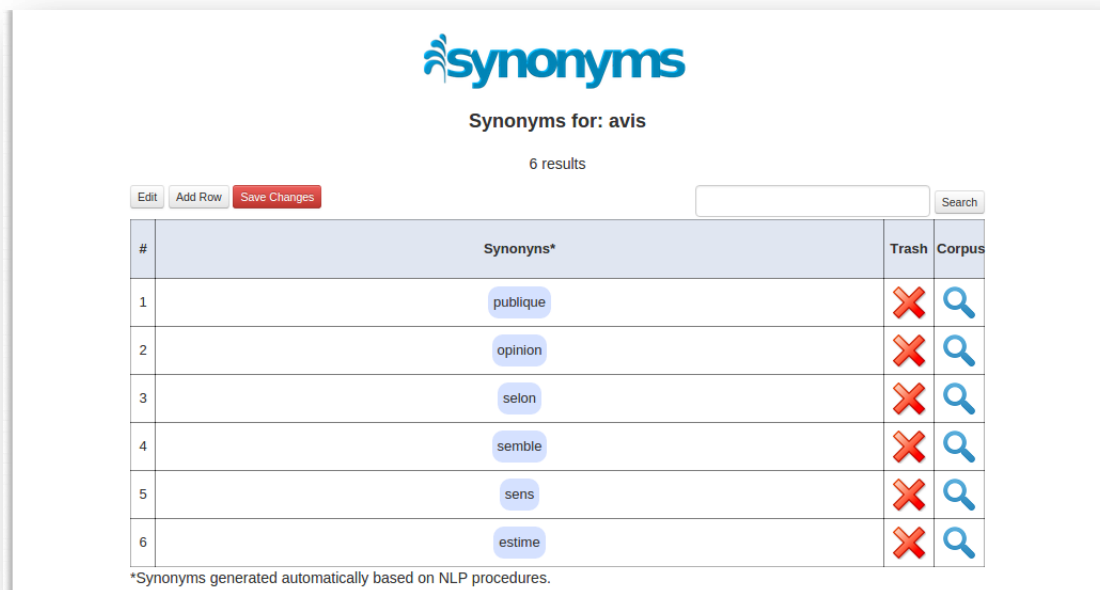 synonyms
Synonyms for: avis
6 results
Edit Add Row Save Changes Search
# Synonyns* Trash Corpus
1 publique
2 opinion
3 selon
4 semble
5 sens
6 estime
*Synonyms generated automatically based on NLP procedures.